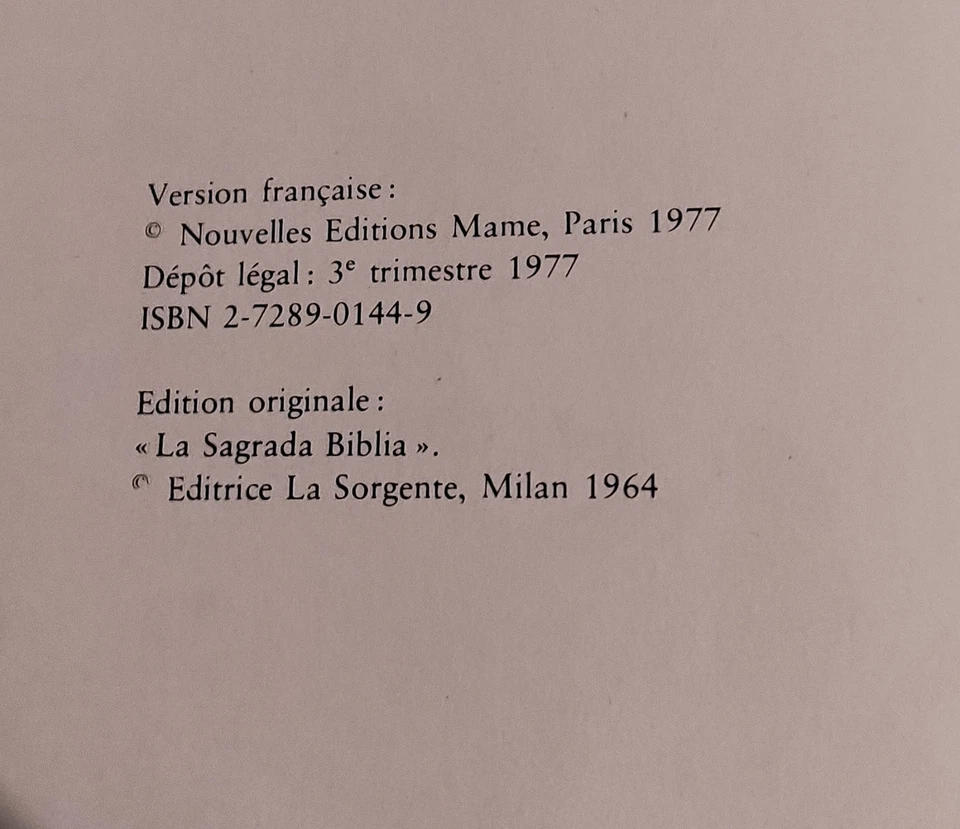 Version française :
© Nouvelles Editions Mame, Paris 1977
Dépôt légal : 3e trimestre 1977
ISBN 2-7289-0144-9
Edition originale :
« La Sagrada Biblia ».
© Editrice La Sorgente, Milan 1964